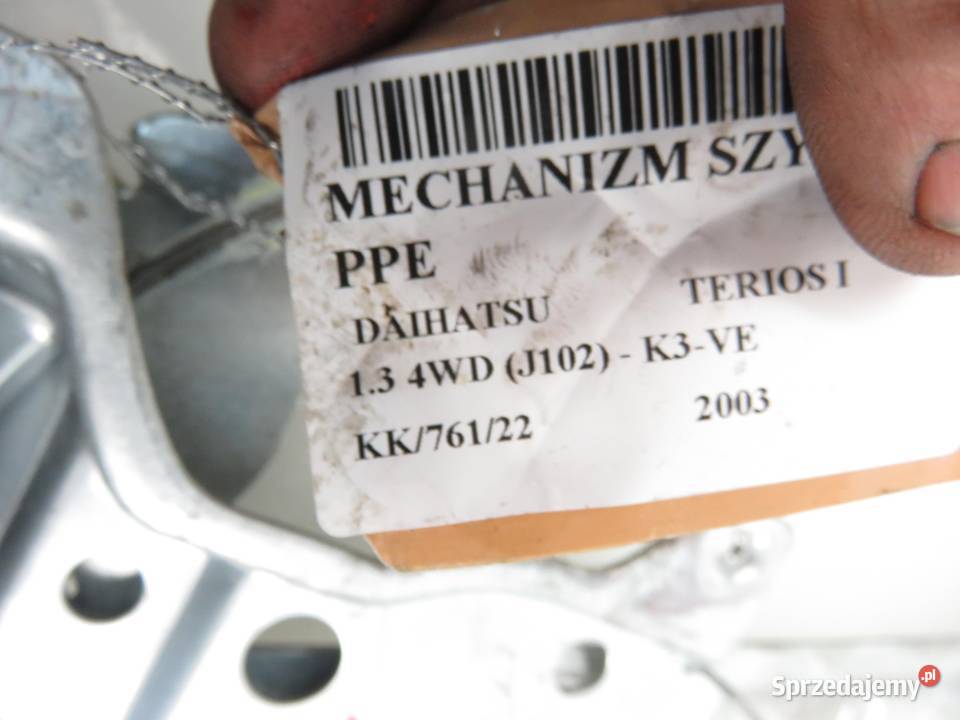 MECHANIZM SZY
PPE
DAIHATSU TERIOS I
1.3 4WD (J102) - K3-VE
KK/761/22 2003
Sprzedajemy .pl